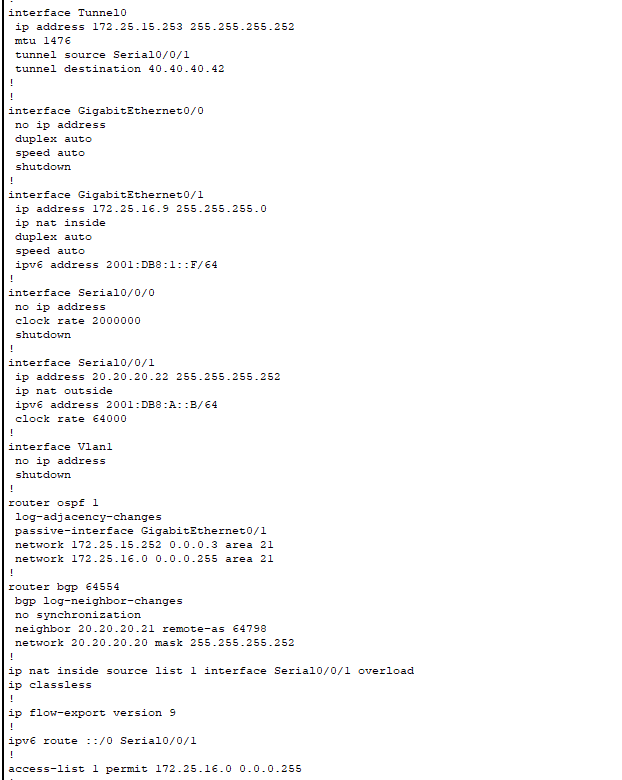 interface Tunnel0
ip address 172.25.15.253 255.255.255.252
mtu 1476
tunnel source Serial0/0/1
tunnel destination 40.40.40.42
!
!
interface GigabitEthernet0/0
no ip address
duplex auto
speed auto
shutdown
!
interface GigabitEthernet0/1
ip address 172.25.16.9 255.255.255.0
ip nat inside
duplex auto
speed auto
ipv6 address 2001:DB8:1::F/64
!
interface Serial0/0/0
no ip address
clock rate 2000000
shutdown
!
interface Serial0/0/1
ip address 20.20.20.22 255.255.255.252
ip nat outside
ipv6 address 2001:DB8:A::B/64
clock rate 64000
!
interface Vlan1
no ip address
shutdown
!
router ospf 1
log-adjacency-changes
passive-interface GigabitEthernet0/1
network 172.25.15.252 0.0.0.3 area 21
network 172.25.16.0 0.0.0.255 area 21
!
router bgp 64554
bgp log-neighbor-changes
no synchronization
neighbor 20.20.20.21 remote-as 64798
network 20.20.20.20 mask 255.255.255.252
!
ip nat inside source list 1 interface Serial0/0/1 overload
ip classless
!
ip flow-export version 9
!
ipv6 route ::/0 Serial0/0/1
!
access-list 1 permit 172.25.16.0 0.0.0.255